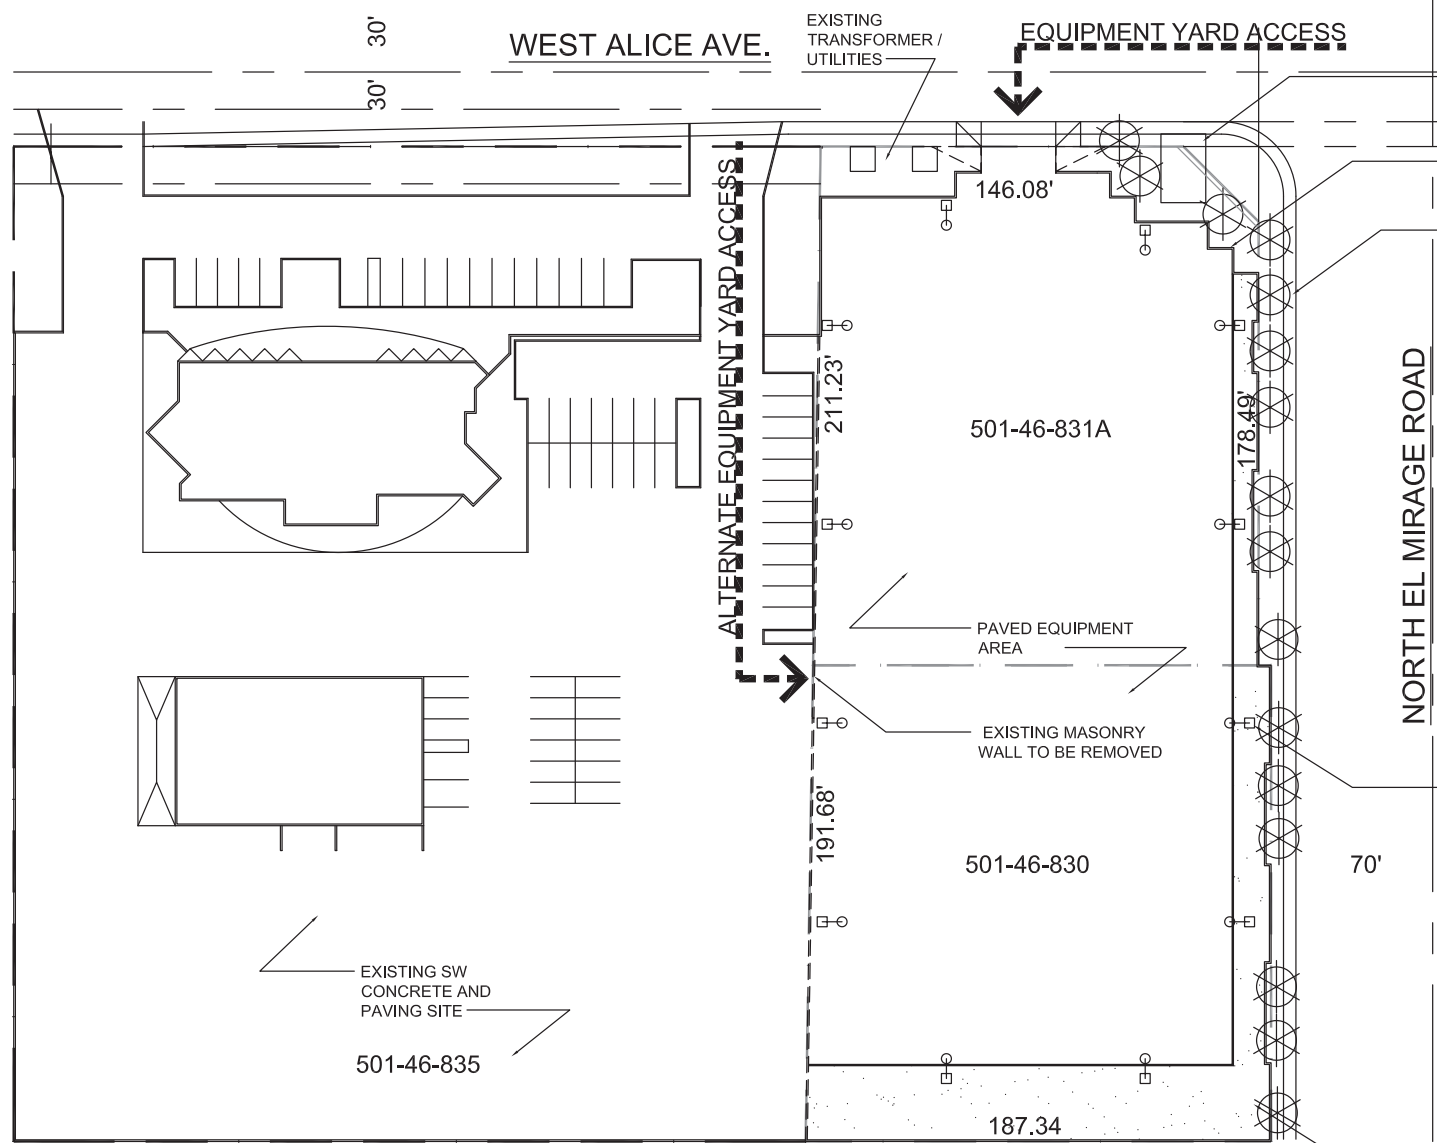 30'
30'
WEST ALICE AVE.
EXISTING
TRANSFORMER /
UTILITIES
EQUIPMENT YARD ACCESS
146.08'
ALTERNATE EQUIPMENT YARD ACCESS
211.23'
501-46-831A
178.49'
NORTH EL MIRAGE ROAD
PAVED EQUIPMENT
AREA
EXISTING MASONRY
WALL TO BE REMOVED
191.68'
501-46-830
70'
EXISTING SW
CONCRETE AND
PAVING SITE
501-46-835
187.34